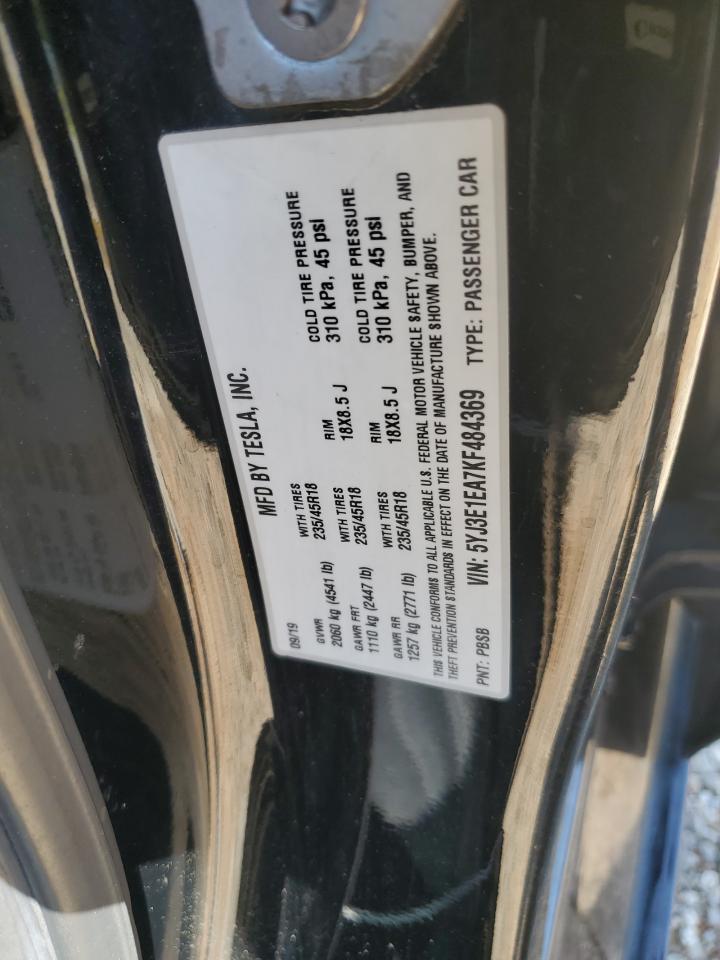 MFD BY TESLA, INC.
09/19
GVWR WITH TIRES RIM COLD TIRE PRESSURE
2060 kg (4541 lb) 235/45R18 18X8.5 J 310 kPa, 45 psi
GAWR FRT WITH TIRES RIM COLD TIRE PRESSURE
1110 kg (2447 lb) 235/45R18 18X8.5 J 310 kPa, 45 psi
GAWR RR WITH TIRES
1257 kg (2771 lb) 235/45R18
THIS VEHICLE CONFORMS TO ALL APPLICABLE U.S. FEDERAL MOTOR VEHICLE SAFETY, BUMPER, AND
THEFT PREVENTION STANDARDS IN EFFECT ON THE DATE OF MANUFACTURE SHOWN ABOVE.
PNT: PBSB VIN: 5YJ3E1EA7KF484369 TYPE: PASSENGER CAR